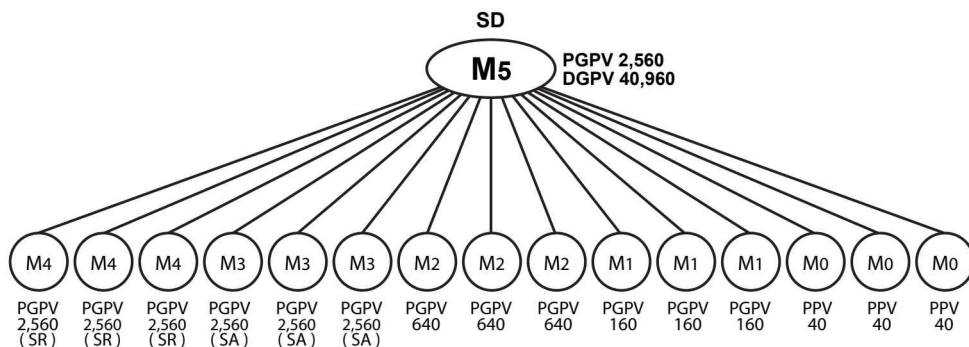 SD
M5
PGPV 2,560
DGPV 40,960
M4 M4 M4 M3 M3 M3 M2 M2 M2 M1 M1 M1 M0 M0 M0
PGPV PGPV PGPV PGPV PGPV PGPV PGPV PGPV PGPV PGPV PGPV PGPV PPV PPV PPV
2,560 2,560 2,560 2,560 2,560 2,560 640 640 640 160 160 160 40 40 40
( SR ) ( SR ) ( SR ) ( SA ) ( SA ) ( SA )